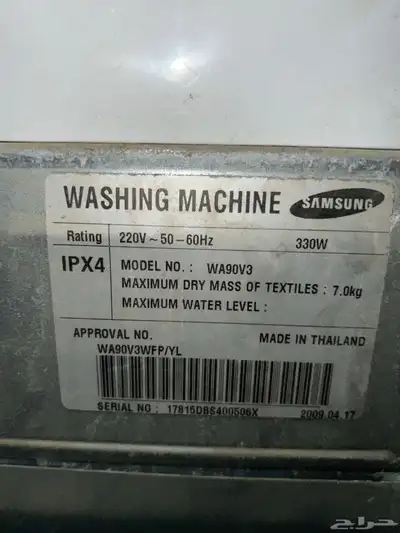 WASHING MACHINE SAMSUNG
Rating 220V ~ 50-60Hz 330W
IPX4 MODEL NO. : WA90V3
MAXIMUM DRY MASS OF TEXTILES : 7.0kg
MAXIMUM WATER LEVEL :
APPROVAL NO. MADE IN THAILAND
WA90V3WFP/YL
SERIAL NO : 17815DBS400506X 2009.04.17
حراج